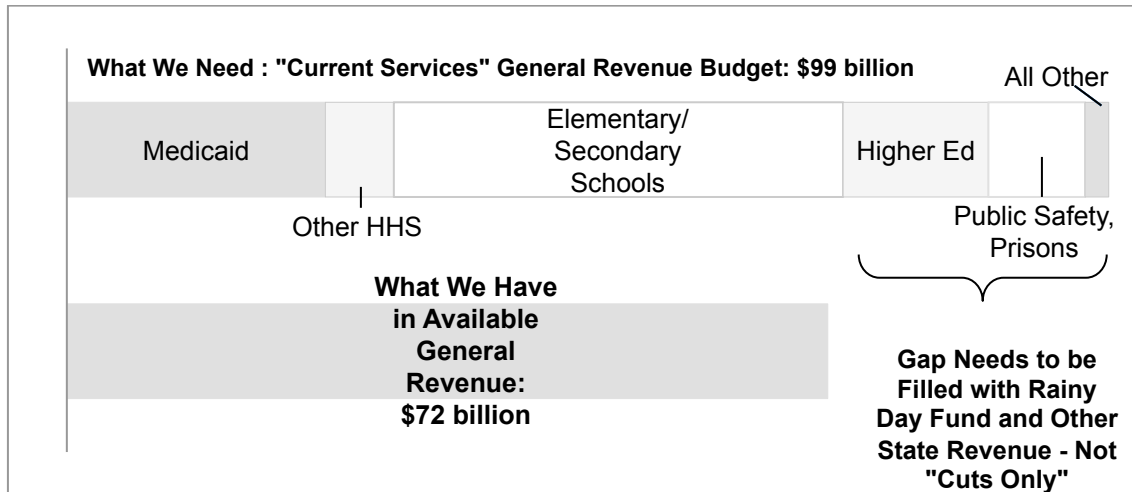 What We Need : "Current Services" General Revenue Budget: $99 billion
All Other
Medicaid
Elementary/
Secondary
Schools
Higher Ed
Other HHS
Public Safety,
Prisons
What We Have
in Available
General
Revenue:
$72 billion
Gap Needs to be
Filled with Rainy
Day Fund and Other
State Revenue - Not
"Cuts Only"